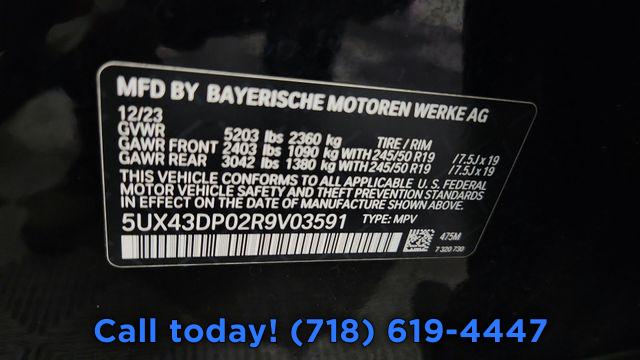 MFD BY BAYERISCHE MOTOREN WERKE AG
12/23
GVWR 5203 lbs 2360 kg TIRE / RIM
GAWR FRONT 2403 lbs 1090 kg WITH 245/50 R19 / 7.5J x 19
GAWR REAR 3042 lbs 1380 kg WITH 245/50 R19 / 7.5J x 19
THIS VEHICLE CONFORMS TO ALL APPLICABLE U. S. FEDERAL
MOTOR VEHICLE SAFETY AND THEFT PREVENTION STANDARDS
IN EFFECT ON THE DATE OF MANUFACTURE SHOWN ABOVE.
5UX43DP02R9V03591 TYPE: MPV
475M
7 320 730
Call today! (718) 619-4447